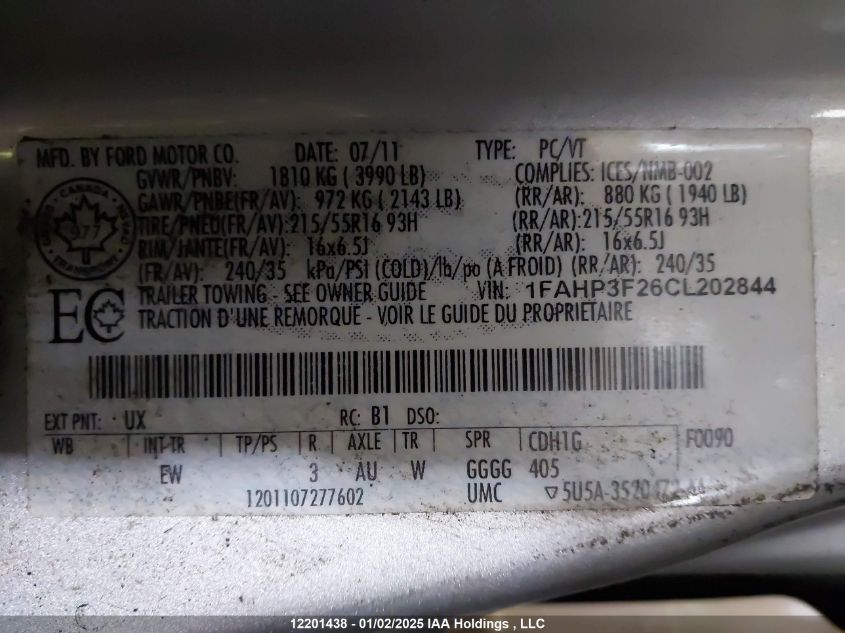 MFD. BY FORD MOTOR CO. DATE: 07/11 TYPE: PC/VT
GVWR/PNBV: 1810 KG ( 3990 LB) COMPLIES: ICES/NMB-002
GAWR/PNBE(FR/AV): 972 KG ( 2143 LB) (RR/AR): 880 KG ( 1940 LB)
TIRE/PNEU(FR/AV):215/55R16 93H (RR/AR):215/55R16 93H
RIM/JANTE(FR/AV): 16x6.5J (RR/AR): 16x6.5J
(FR/AV): 240/35 kPa/PSI (COLD)/lb/po (A FROID) (RR/AR): 240/35
TRAILER TOWING - SEE OWNER GUIDE VIN: 1FAHP3F26CL202844
TRACTION D'UNE REMORQUE - VOIR LE GUIDE DU PROPRIÉTAIRE
CANADA
977
TRANSPORT
EC
EXT PNT: UX RC: B1 DSO:
WB INT TR TP/PS R AXLE TR SPR CDH1G F0090
EW 3 AU W GGGG 405
1201107277602 UMC ▽5U5A-3520
12201438 - 01/02/2025 IAA Holdings , LLC